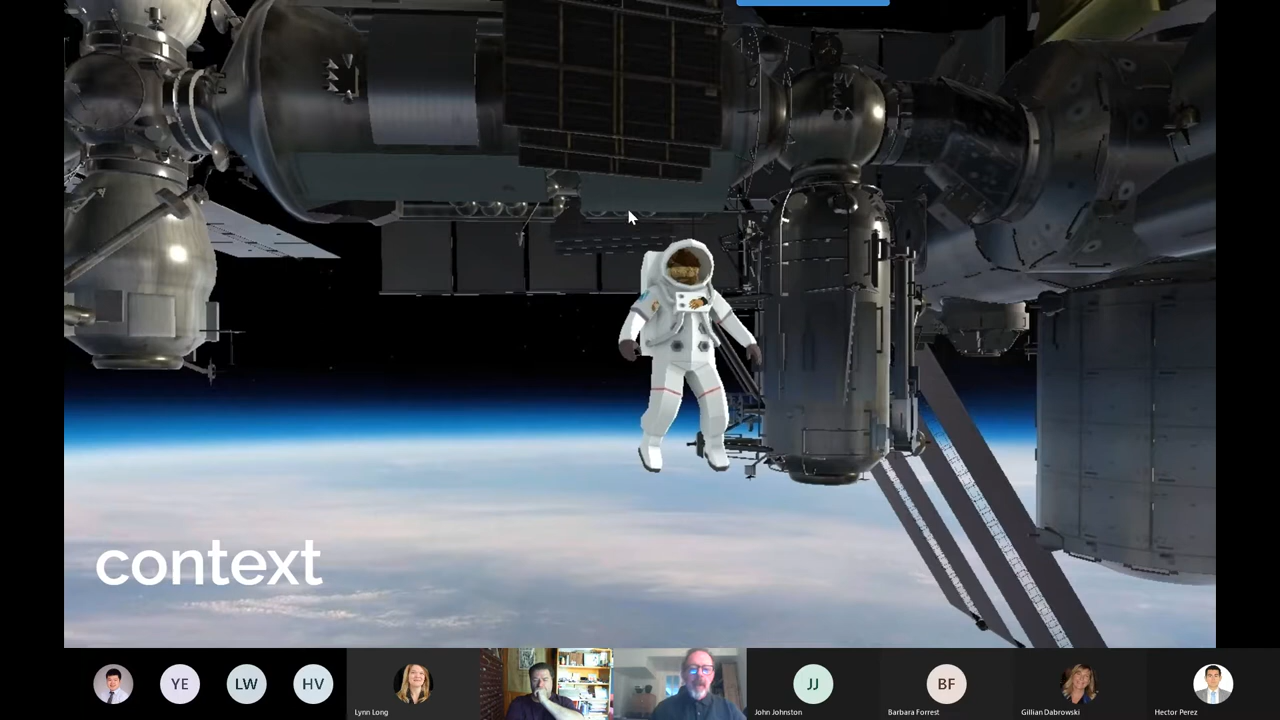 context
YE
LW
HV
Lynn Long
JJ
John Johnston
BF
Barbara Forrest
Gillian Dabrowski
Hector Perez